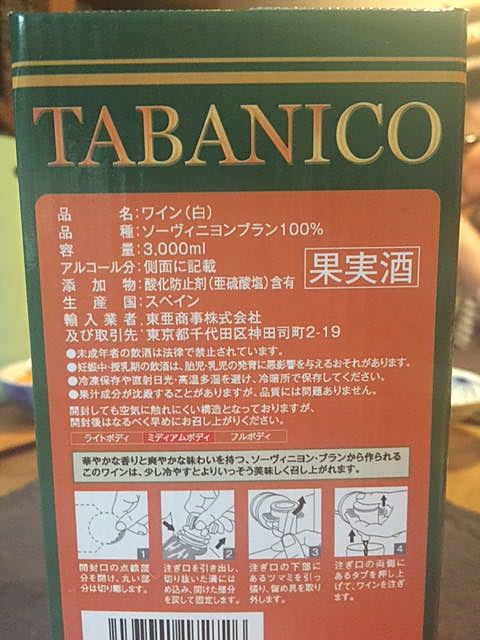 TABANICO
品名:ワイン(白)
品種:ソーヴィニヨンブラン100%
容量:3,000ml
アルコール分:側面に記載
添加物:酸化防止剤(亜硫酸塩)含有
生産国:スペイン
輸入業者:東亜商事株式会社
及び取引先:東京都千代田区神田司町2-19
果実酒
●未成年者の飲酒は法律で禁止されています。
●妊娠中・授乳期の飲酒は、胎児・乳児の発育に悪影響を与えるおそれがあります。
●冷凍保存や直射日光・高温多湿を避け、冷暗所で保存してください。
●果汁成分が沈殿することがありますが、品質には問題ありません。
開封しても空気に触れにくい構造となっておりますが、
開封後はなるべく早めにお召し上がりください。
ライトボディ ミディアムボディ フルボディ
華やかな香りと爽やかな味わいを持つ、ソーヴィニヨン・ブランから作られる
このワインは、少し冷やすとよりいっそう美味しく召し上がれます。
1
開封口の点線部
分を開け、丸い部
分は切り離します。
2
注ぎ口を引き出し、
切り抜いた溝には
め込み、開けた部分
を戻して固定します。
3
注ぎ口の下部に
あるツマミを引っ
張り、留め具を取り
外します。
4
注ぎ口の両側に
あるタブを押し上
げて、ワインを注ぎ
ます。